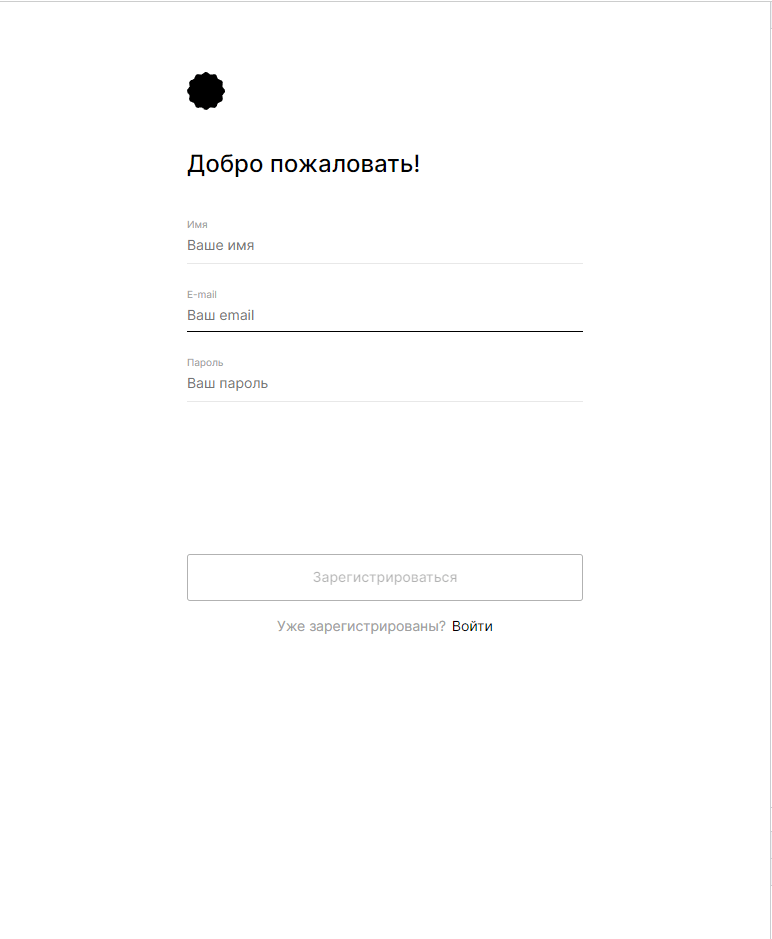 Добро пожаловать!
Имя
Ваше имя
E-mail
Ваш email
Пароль
Ваш пароль
Зарегистрироваться
Уже зарегистрированы? Войти